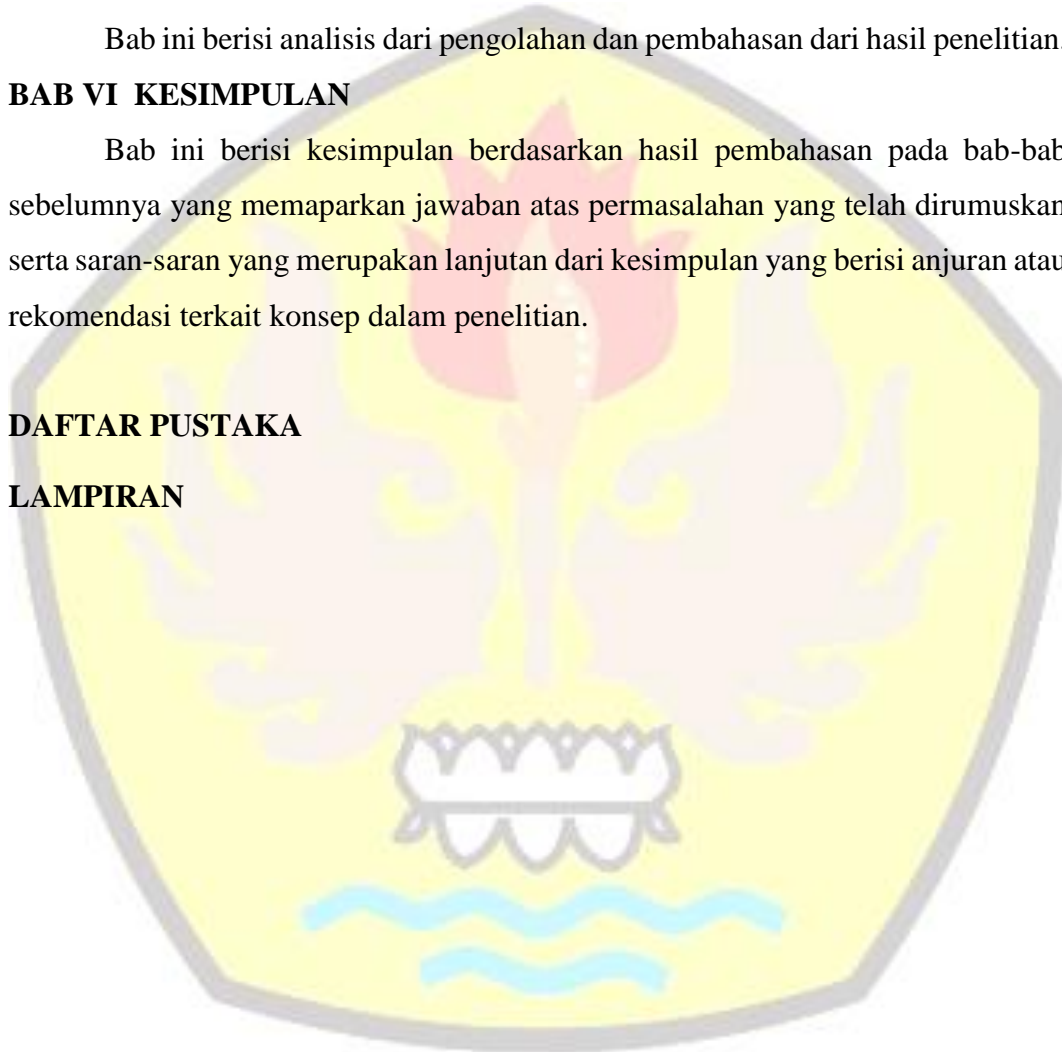 Bab ini berisi analisis dari pengolahan dan pembahasan dari hasil penelitian.
BAB VI KESIMPULAN
Bab ini berisi kesimpulan berdasarkan hasil pembahasan pada bab-bab
sebelumnya yang memaparkan jawaban atas permasalahan yang telah dirumuskan
serta saran-saran yang merupakan lanjutan dari kesimpulan yang berisi anjuran atau
rekomendasi terkait konsep dalam penelitian.
DAFTAR PUSTAKA
LAMPIRAN